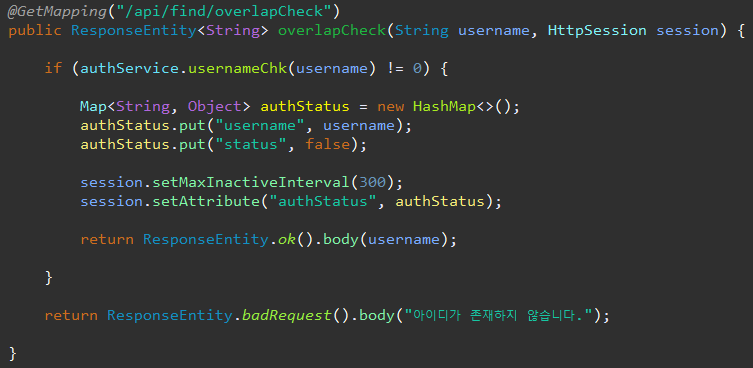 @GetMapping("/api/find/overlapCheck")
public ResponseEntity<String> overlapCheck(String username, HttpSession session) {
if (authService.usernameChk(username) != 0) {
Map<String, Object> authStatus = new HashMap<>();
authStatus.put("username", username);
authStatus.put("status", false);
session.setMaxInactiveInterval(300);
session.setAttribute("authStatus", authStatus);
return ResponseEntity.ok().body(username);
}
return ResponseEntity.badRequest().body("아이디가 존재하지 않습니다.");
}